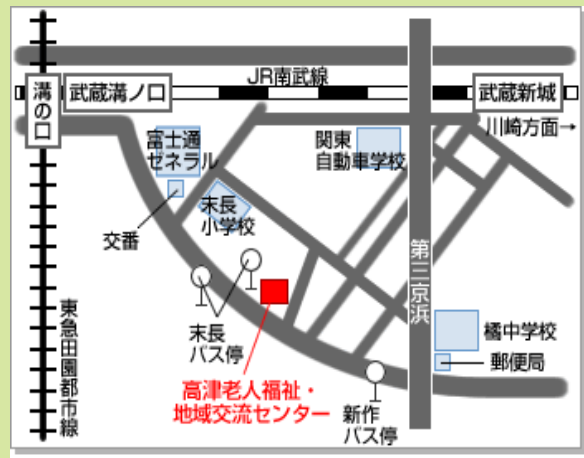 JR南武線
溝の口
武蔵溝ノ口
武蔵新城
川崎方面→
富士通
ゼネラル
関東
自動車学校
末長
小学校
交番
第三京浜
末長
バス停
東急田園都市線
橘中学校
郵便局
高津老人福祉・
地域交流センター
新作
バス停